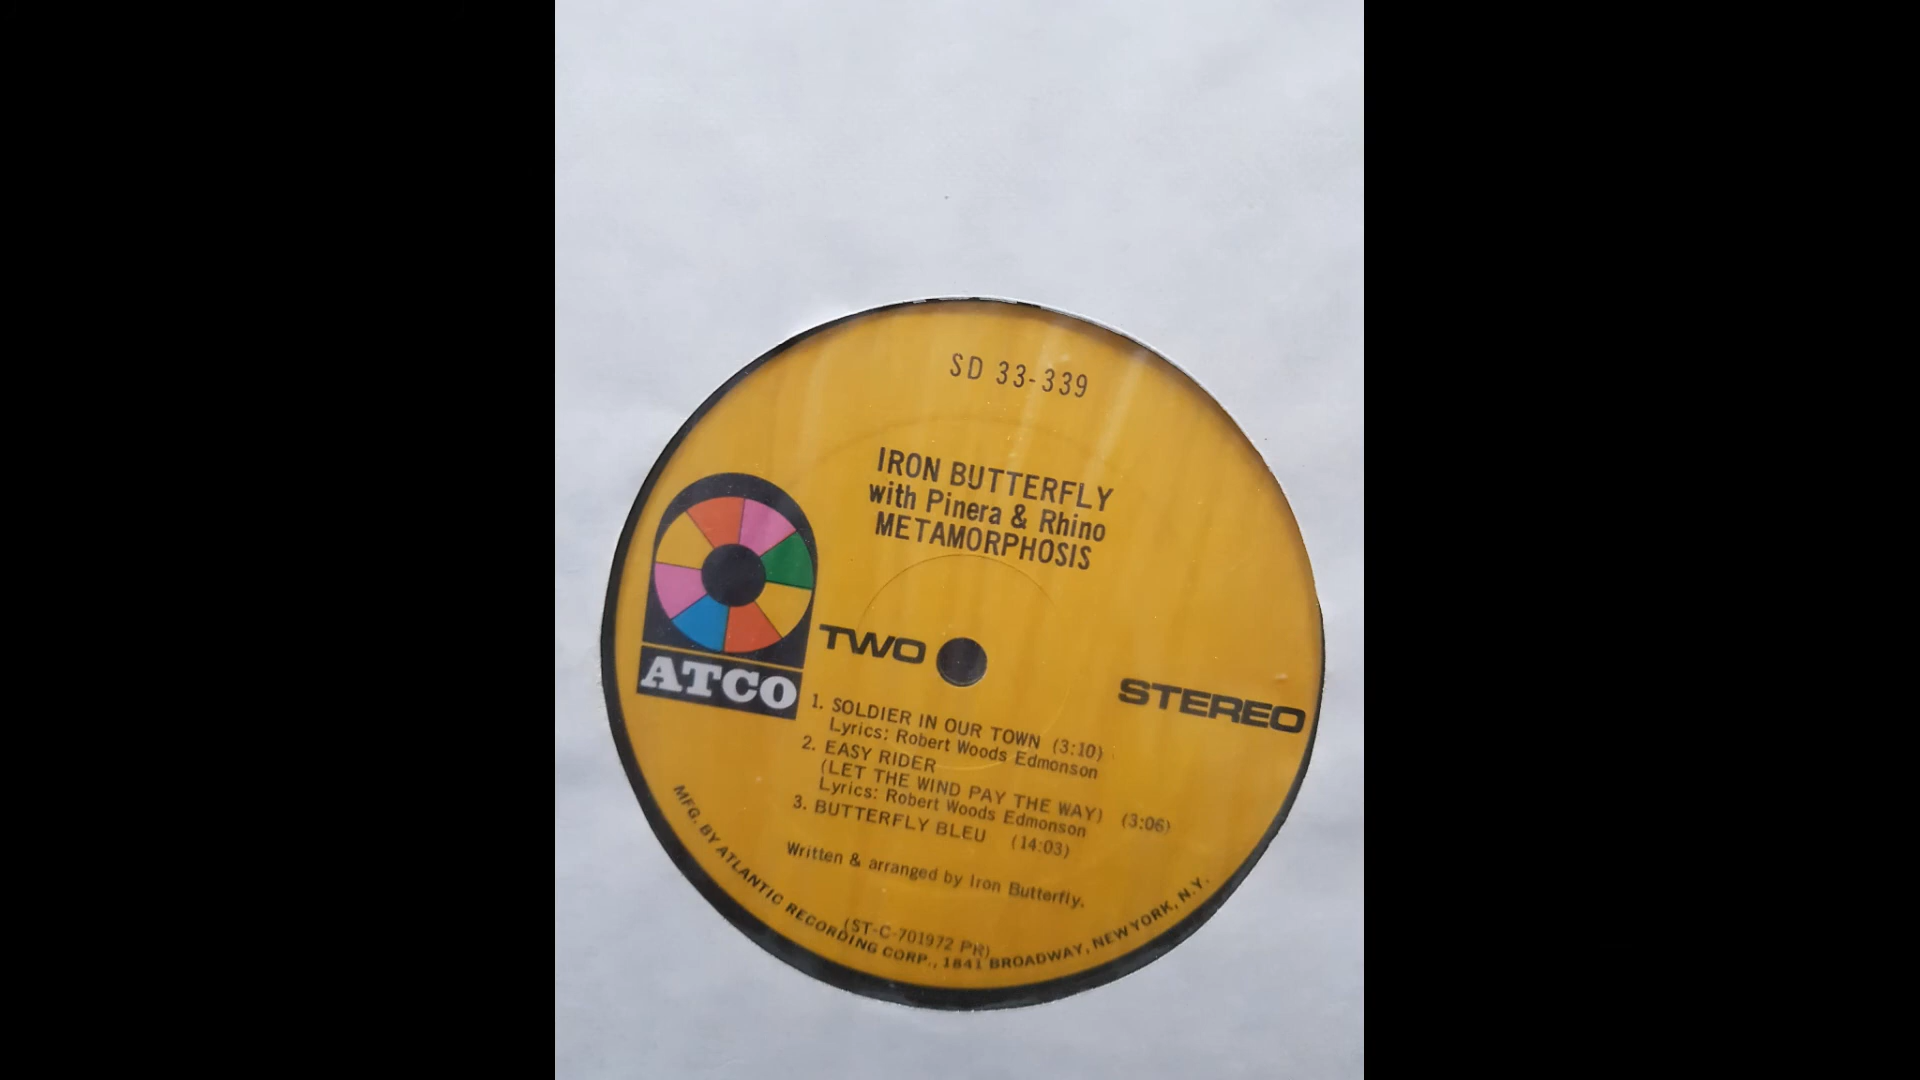 SD 33-339
IRON BUTTERFLY
with Pinera & Rhino
METAMORPHOSIS
ATCO
TWO
STEREO
1. SOLDIER IN OUR TOWN (3:10)
Lyrics: Robert Woods Edmonson
2. EASY RIDER
(LET THE WIND PAY THE WAY) (3:06)
Lyrics: Robert Woods Edmonson
3. BUTTERFLY BLEU (14:03)
Written & arranged by Iron Butterfly.
(ST-C-701972 PR)
MFG. BY ATLANTIC RECORDING CORP., 1841 BROADWAY, NEW YORK, N.Y.